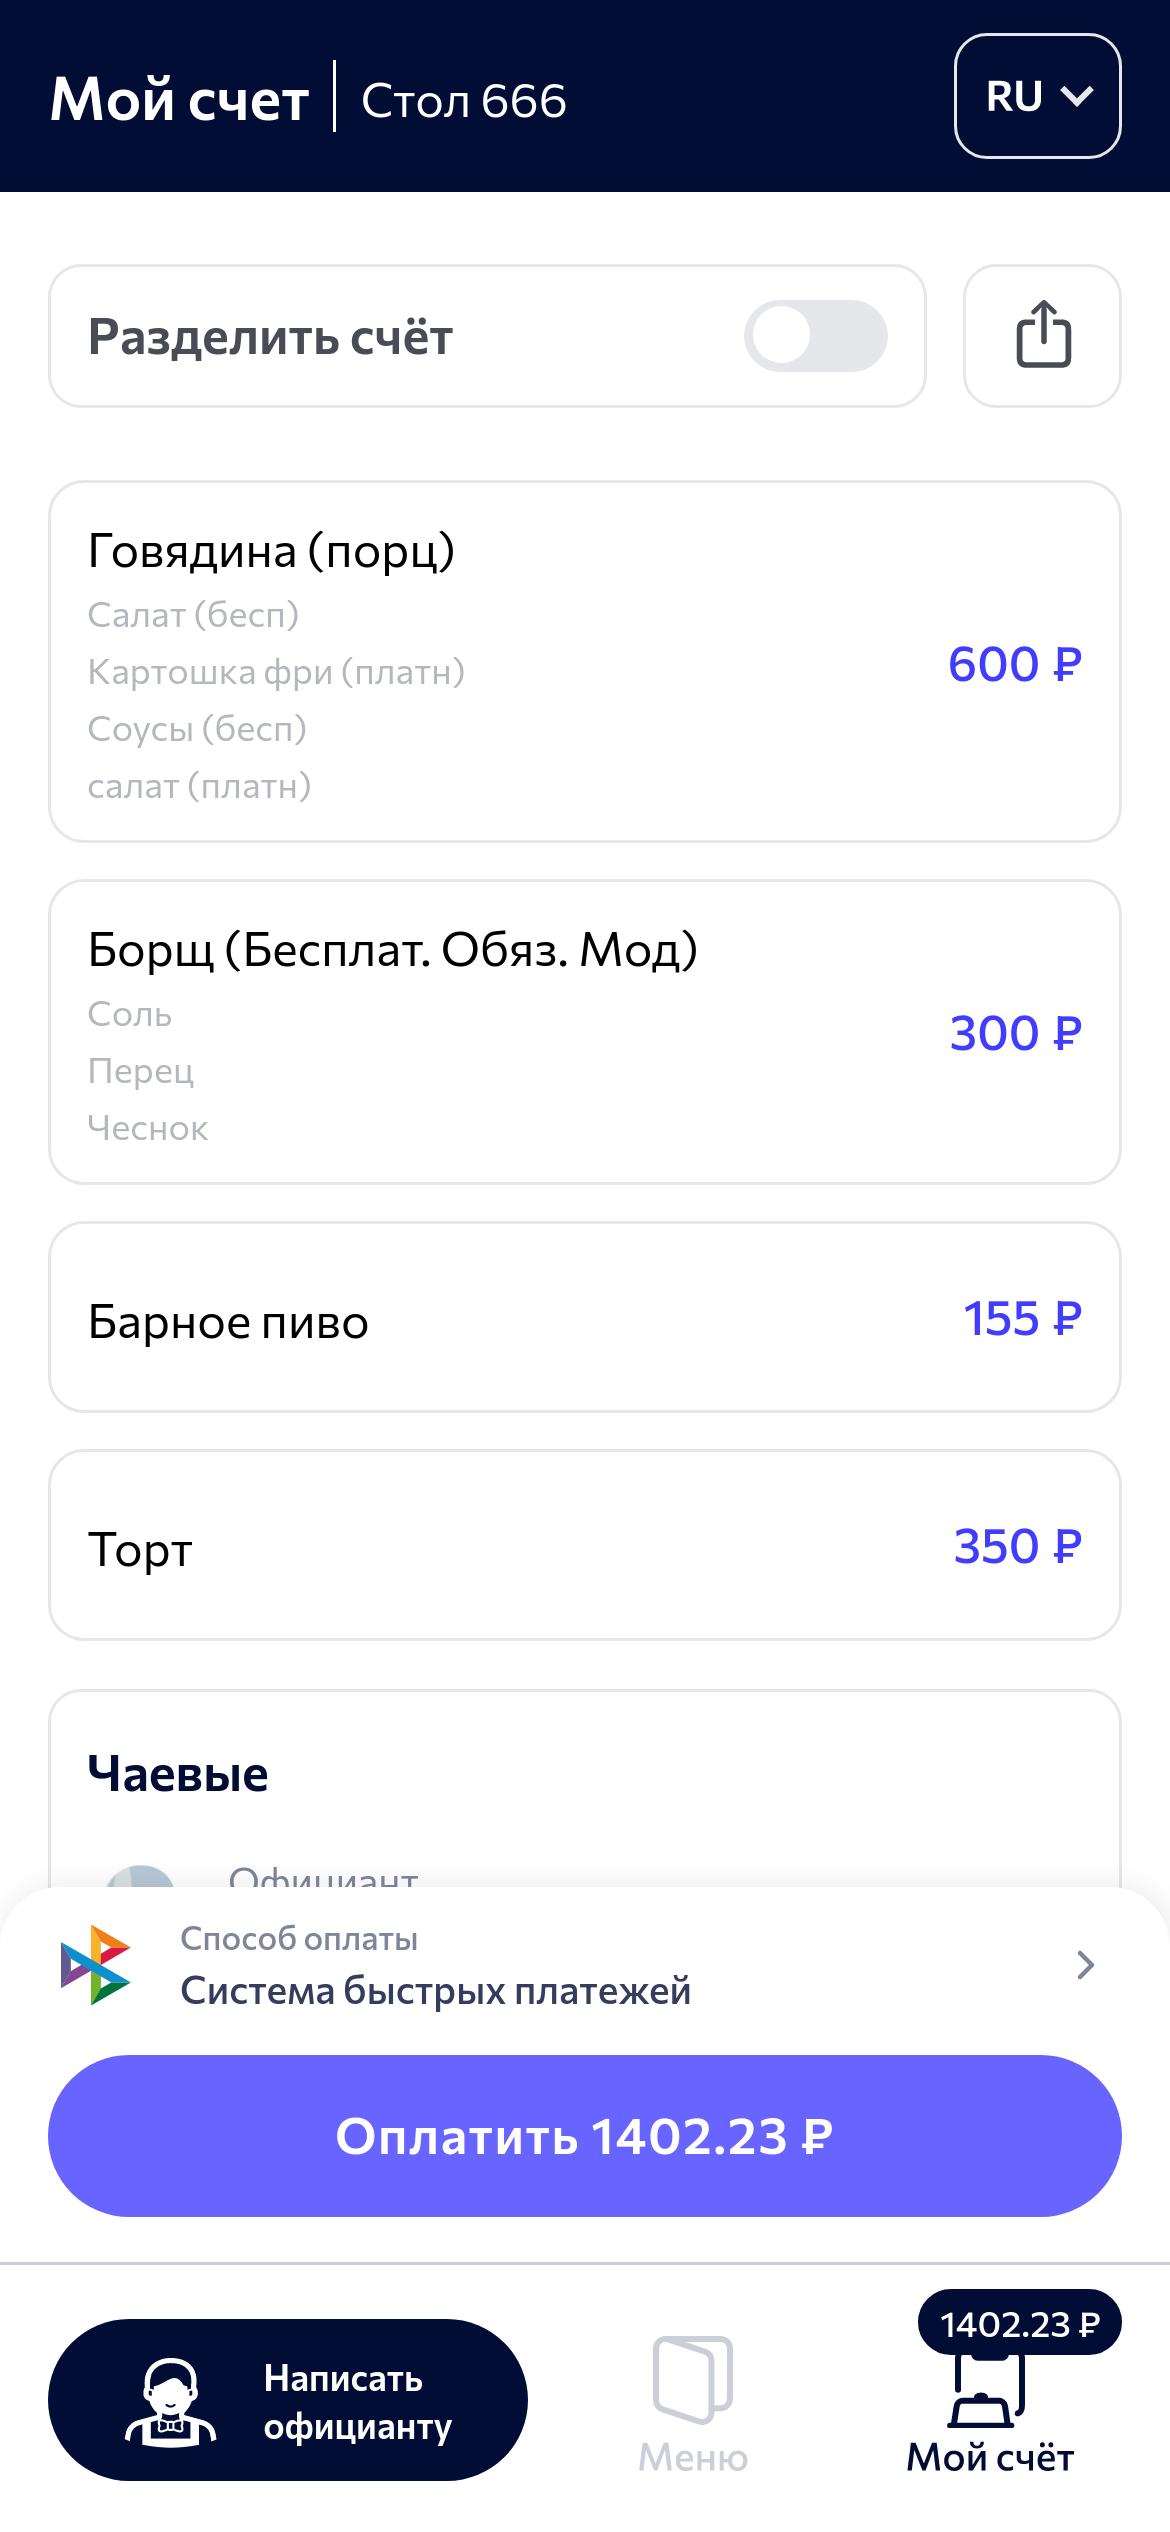 Мой счет
Стол 666
RU
Разделить счёт
Говядина (порц)
Салат (бесп)
Картошка фри (платн)
Соусы (бесп)
салат (платн)
600 ₽
Борщ (Бесплат. Обяз. Мод)
Соль
Перец
Чеснок
300 ₽
Барное пиво
155 ₽
Торт
350 ₽
Чаевые
Официант
Способ оплаты
Система быстрых платежей
Оплатить 1402.23 ₽
Написать
официанту
Меню
1402.23 ₽
Мой счёт